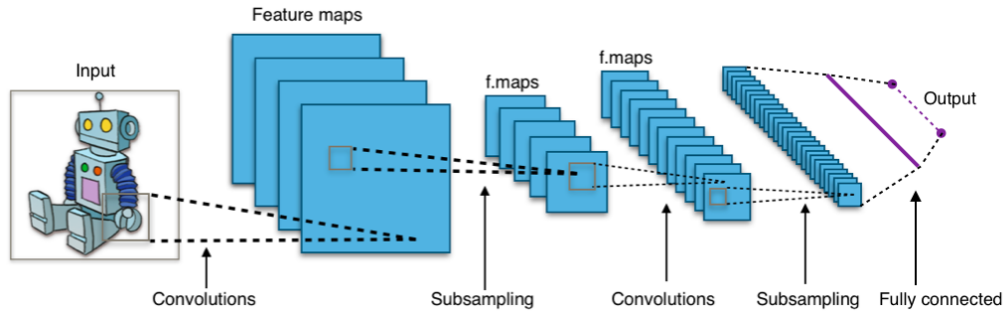 Feature maps
Input
f.maps
f.maps
Output
Convolutions
Subsampling
Convolutions
Subsampling
Fully connected